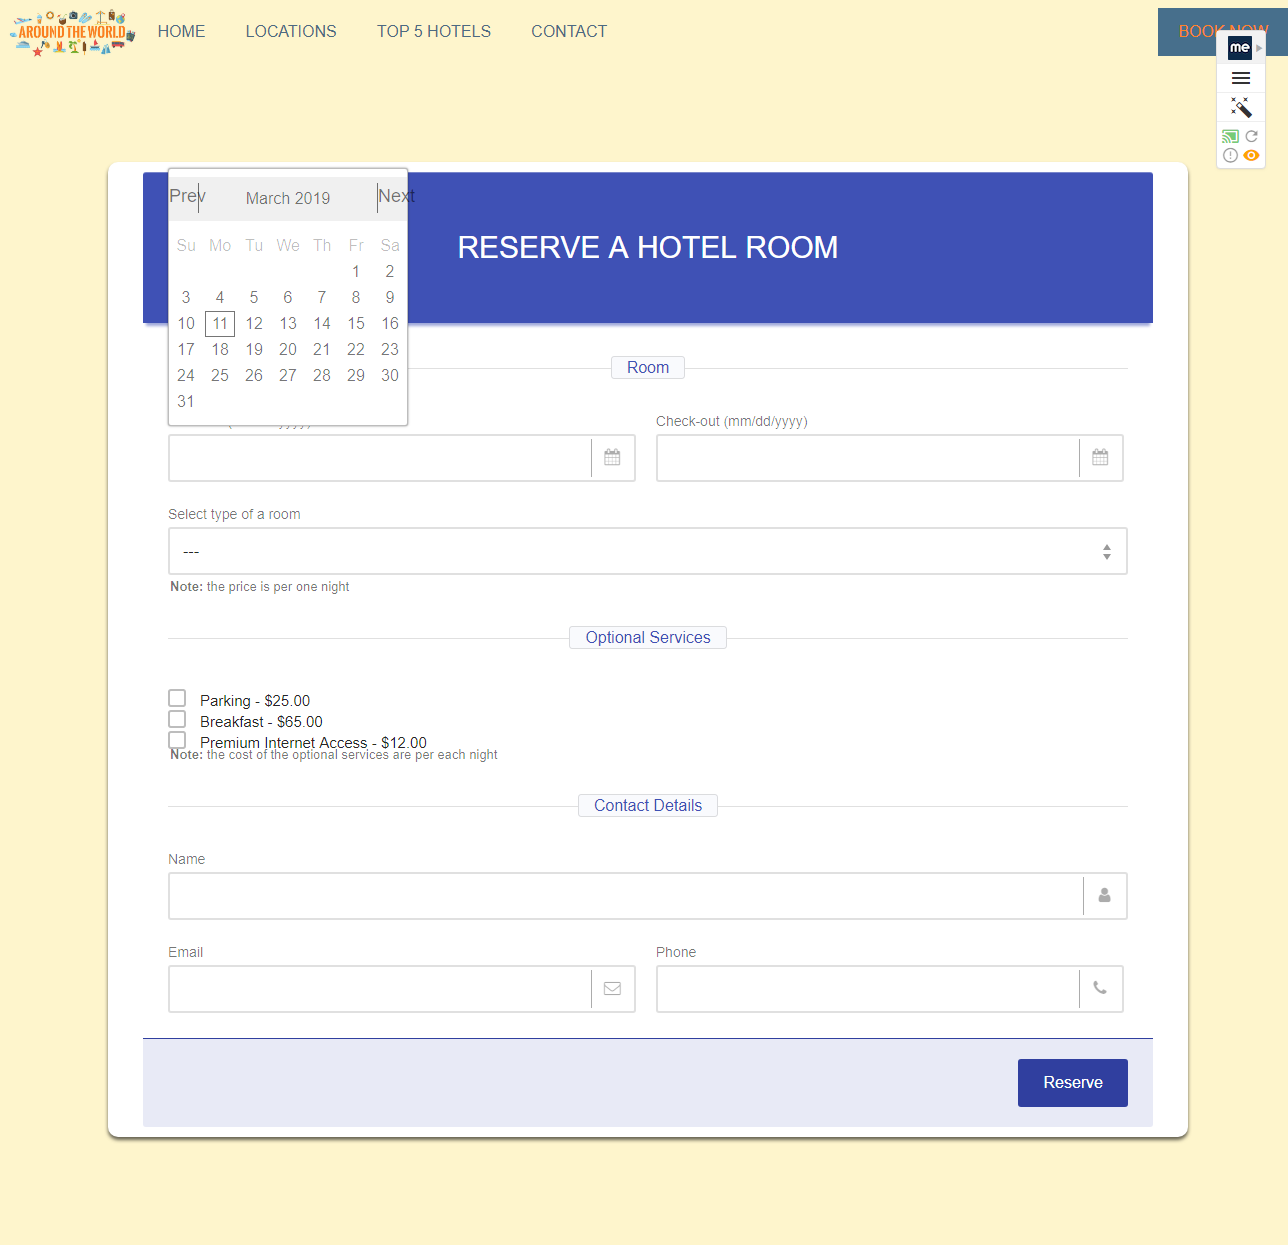 AROUND THE WORLD
HOME
LOCATIONS
TOP 5 HOTELS
CONTACT
BOOK NOW
me
Prev
March 2019
Next
Su Mo Tu We Th Fr Sa
1 2
3 4 5 6 7 8 9
10 11 12 13 14 15 16
17 18 19 20 21 22 23
24 25 26 27 28 29 30
31
RESERVE A HOTEL ROOM
Room
Check-out (mm/dd/yyyy)
Select type of a room
---
Note: the price is per one night
Optional Services
Parking - $25.00
Breakfast - $65.00
Premium Internet Access - $12.00
Note: the cost of the optional services are per each night
Contact Details
Name
Email
Phone
Reserve